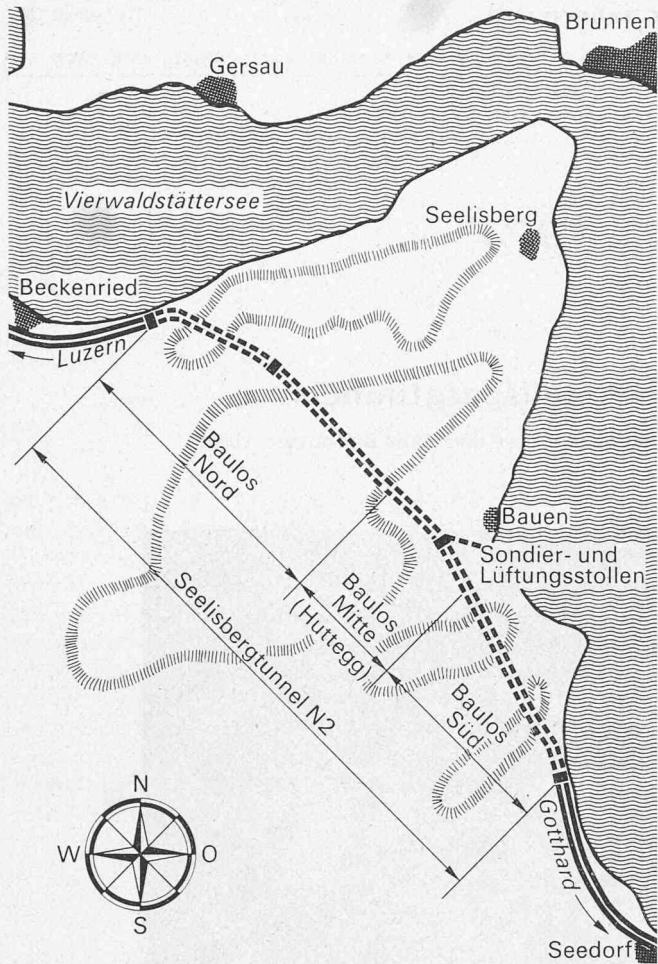 Brunnen
Gersau
Vierwaldstättersee
Seelisberg
Beckenried
Luzern
Baulos
Nord
Bauen
Sondier- und
Lüftungsstollen
Baulos
Mitte
(Huttegg)
Seelisbergtunnel N2
Baulos
Süd
N
W
O
S
Gotthard
Seedorf